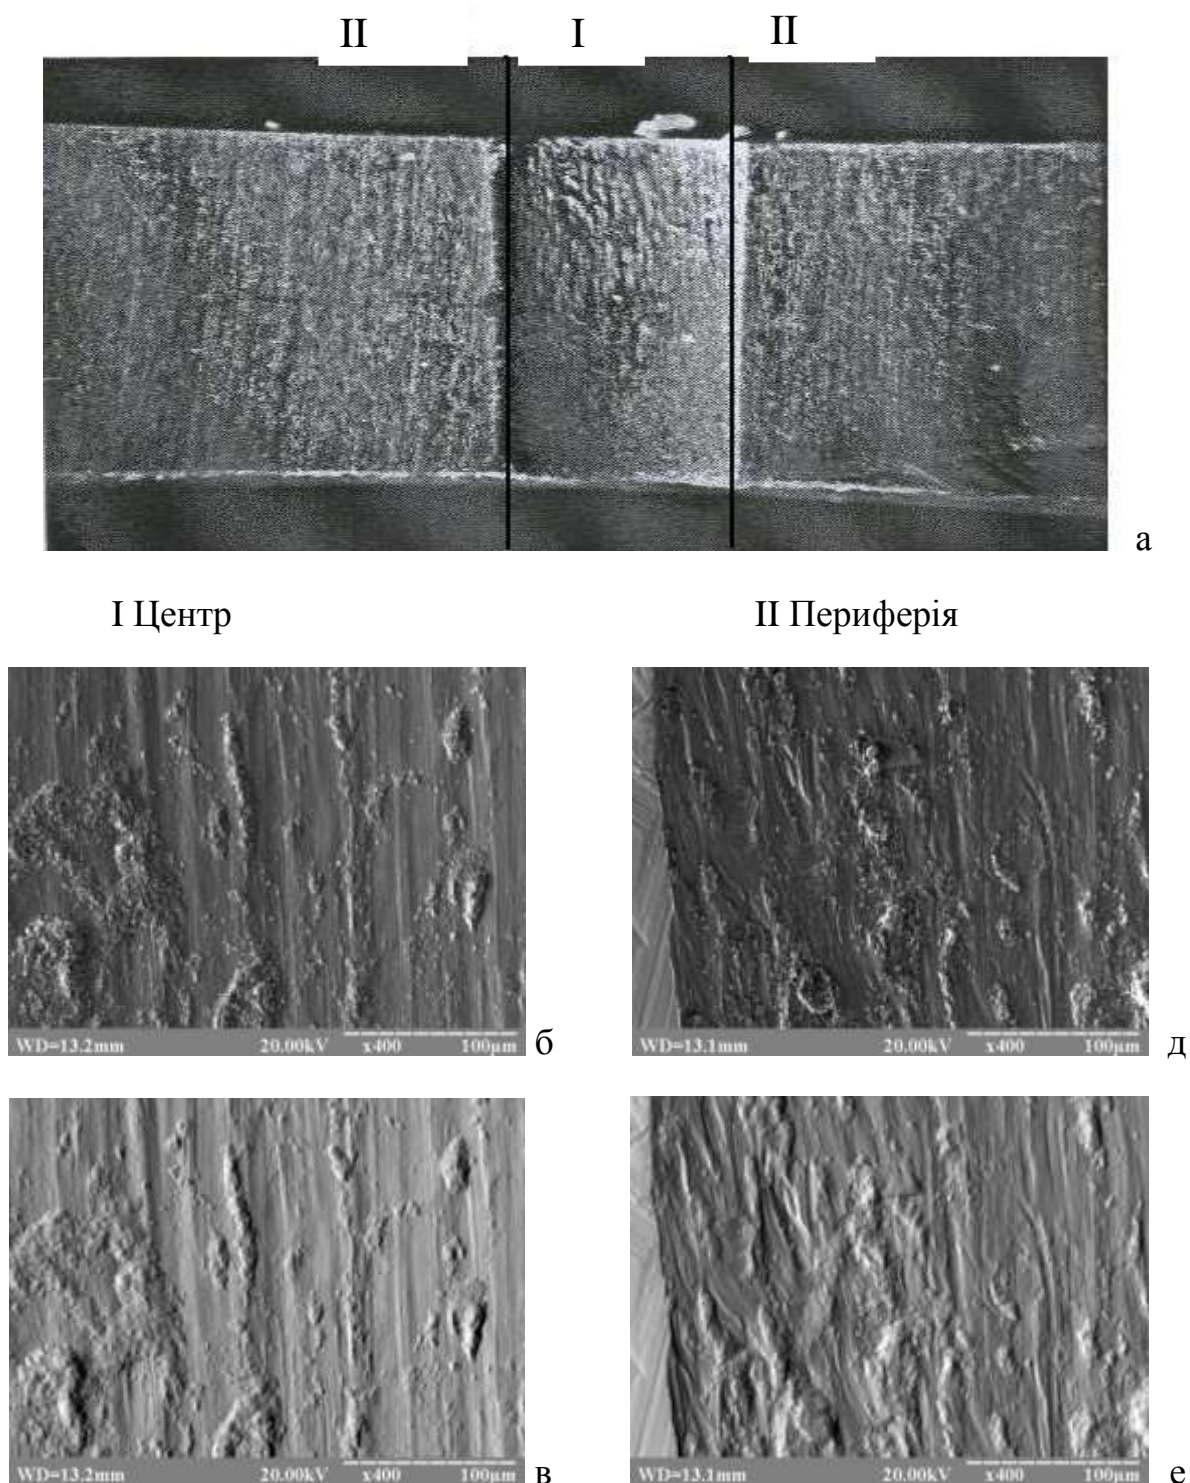 II I II
а
I Центр II Периферія
WD=13.2mm 20.00kV x400 100µm б
WD=13.1mm 20.00kV x400 100µm д
WD=13.2mm 20.00kV x400 100µm в
WD=13.1mm 20.00kV x400 100µm е